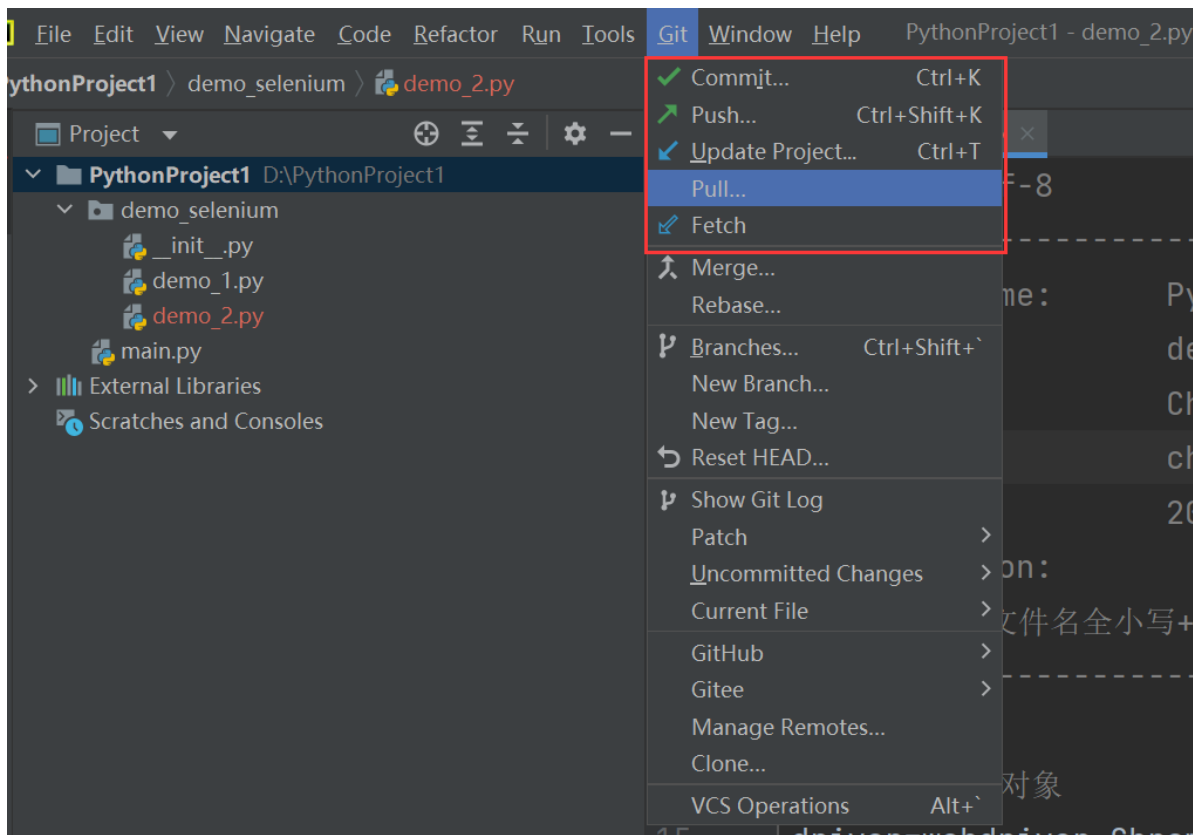 File Edit View Navigate Code Refactor Run Tools Git Window Help PythonProject1 - demo_2.py
PythonProject1 demo_selenium demo_2.py
Project
PythonProject1 D:\PythonProject1
demo_selenium
__init__.py
demo_1.py
demo_2.py
main.py
External Libraries
Scratches and Consoles
Commit... Ctrl+K
Push... Ctrl+Shift+K
Update Project... Ctrl+T
Pull...
Fetch
Merge...
Rebase...
Branches... Ctrl+Shift+`
New Branch...
New Tag...
Reset HEAD...
Show Git Log
Patch
Uncommitted Changes
Current File
GitHub
Gitee
Manage Remotes...
Clone...
VCS Operations Alt+`
f-8
me: Py
de
Ch
ch
20
on:
文件名全小写+
对象